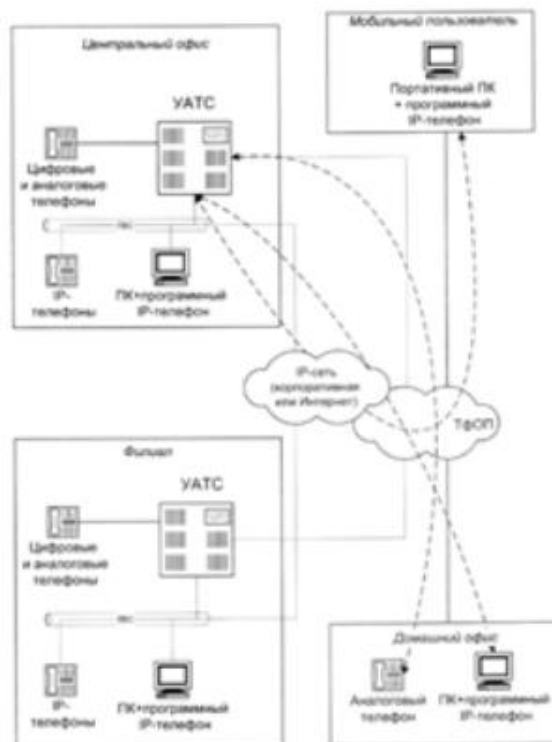 Центральный офис
УАТС
Цифровые
и аналоговые
телефоны
IP-
телефоны
ПК+программный
IP-телефон
Мобильный пользователь
Портативный ПК
+ программный
IP-телефон
IP-сеть
(корпоративная
или Интернет)
ТфОП
Филиал
УАТС
Цифровые
и аналоговые
телефоны
IP-
телефоны
ПК+программный
IP-телефон
Домашний офис
Аналоговый
телефон
ПК+программный
IP-телефон